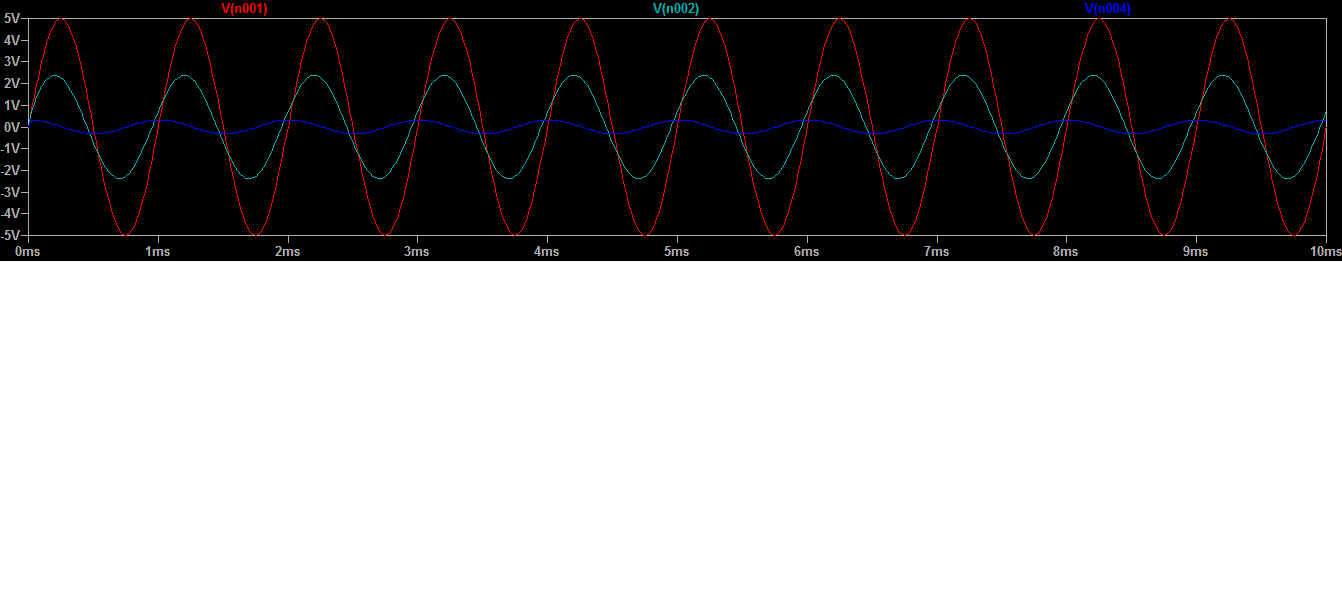 V(n001) V(n002) V(n004)
5V
4V
3V
2V
1V
0V
-1V
-2V
-3V
-4V
-5V
0ms 1ms 2ms 3ms 4ms 5ms 6ms 7ms 8ms 9ms 10ms